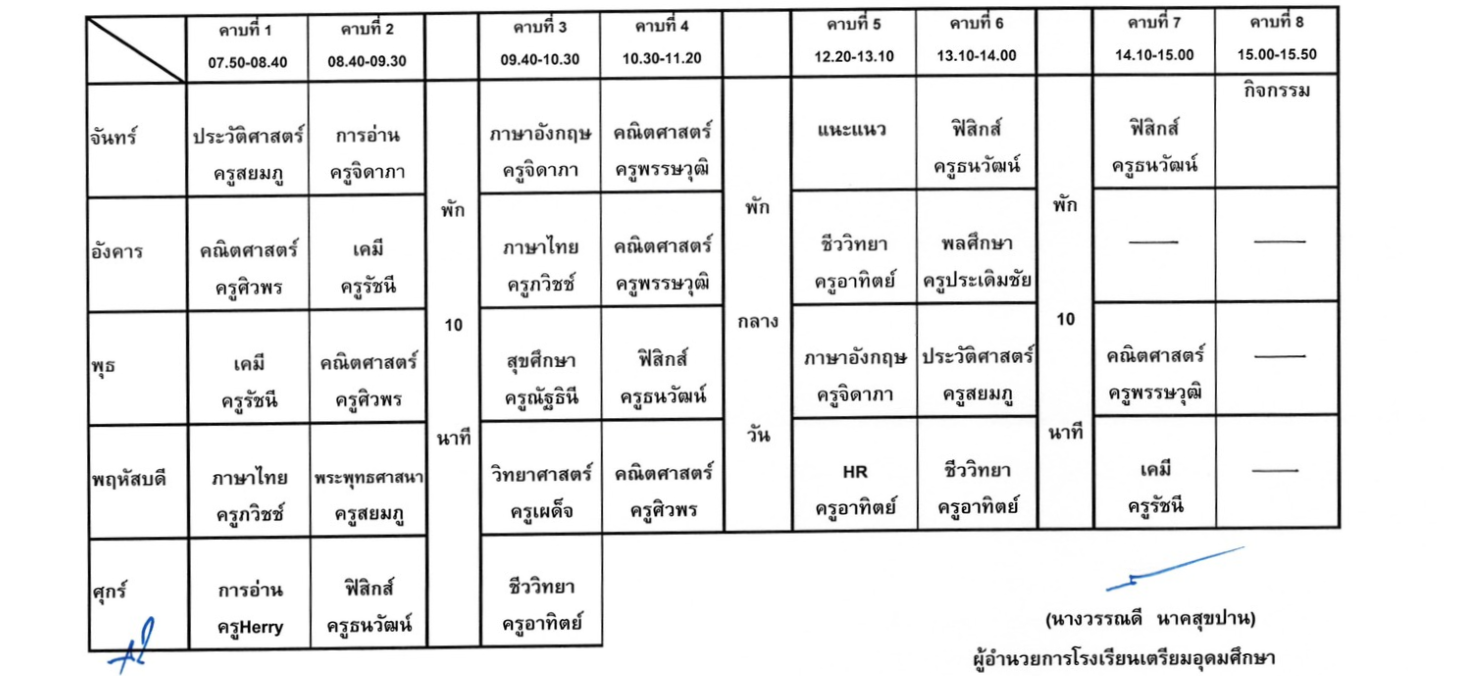 คาบที่ 1 คาบที่ 2 คาบที่ 3 คาบที่ 4 คาบที่ 5 คาบที่ 6 คาบที่ 7 คาบที่ 8
07.50-08.40 08.40-09.30 09.40-10.30 10.30-11.20 12.20-13.10 13.10-14.00 14.10-15.00 15.00-15.50
กิจกรรม
จันทร์ ประวัติศาสตร์ การอ่าน ภาษาอังกฤษ คณิตศาสตร์ แนะแนว ฟิสิกส์ ฟิสิกส์
ครูสยมภู ครูจิดาภา ครูจิดาภา ครูพรรษวุฒิ ครูธนวัฒน์ ครูธนวัฒน์
พัก พัก พัก
อังคาร คณิตศาสตร์ เคมี ภาษาไทย คณิตศาสตร์ ชีววิทยา พลศึกษา
ครูศิวพร ครูรัชนี ครูภวิชช์ ครูพรรษวุฒิ ครูอาทิตย์ ครูประเดิมชัย
10 กลาง 10
พุธ เคมี คณิตศาสตร์ สุขศึกษา ฟิสิกส์ ภาษาอังกฤษ ประวัติศาสตร์ คณิตศาสตร์
ครูรัชนี ครูศิวพร ครูณัฐธินี ครูธนวัฒน์ ครูจิดาภา ครูสยมภู ครูพรรษวุฒิ
นาที วัน นาที
พฤหัสบดี ภาษาไทย พระพุทธศาสนา วิทยาศาสตร์ คณิตศาสตร์ HR ชีววิทยา เคมี
ครูภวิชช์ ครูสยมภู ครูเผด็จ ครูศิวพร ครูอาทิตย์ ครูอาทิตย์ ครูรัชนี
ศุกร์ การอ่าน ฟิสิกส์ ชีววิทยา
ครูHerry ครูธนวัฒน์ ครูอาทิตย์
(นางวรรณดี นาคสุขปาน)
ผู้อำนวยการโรงเรียนเตรียมอุดมศึกษา